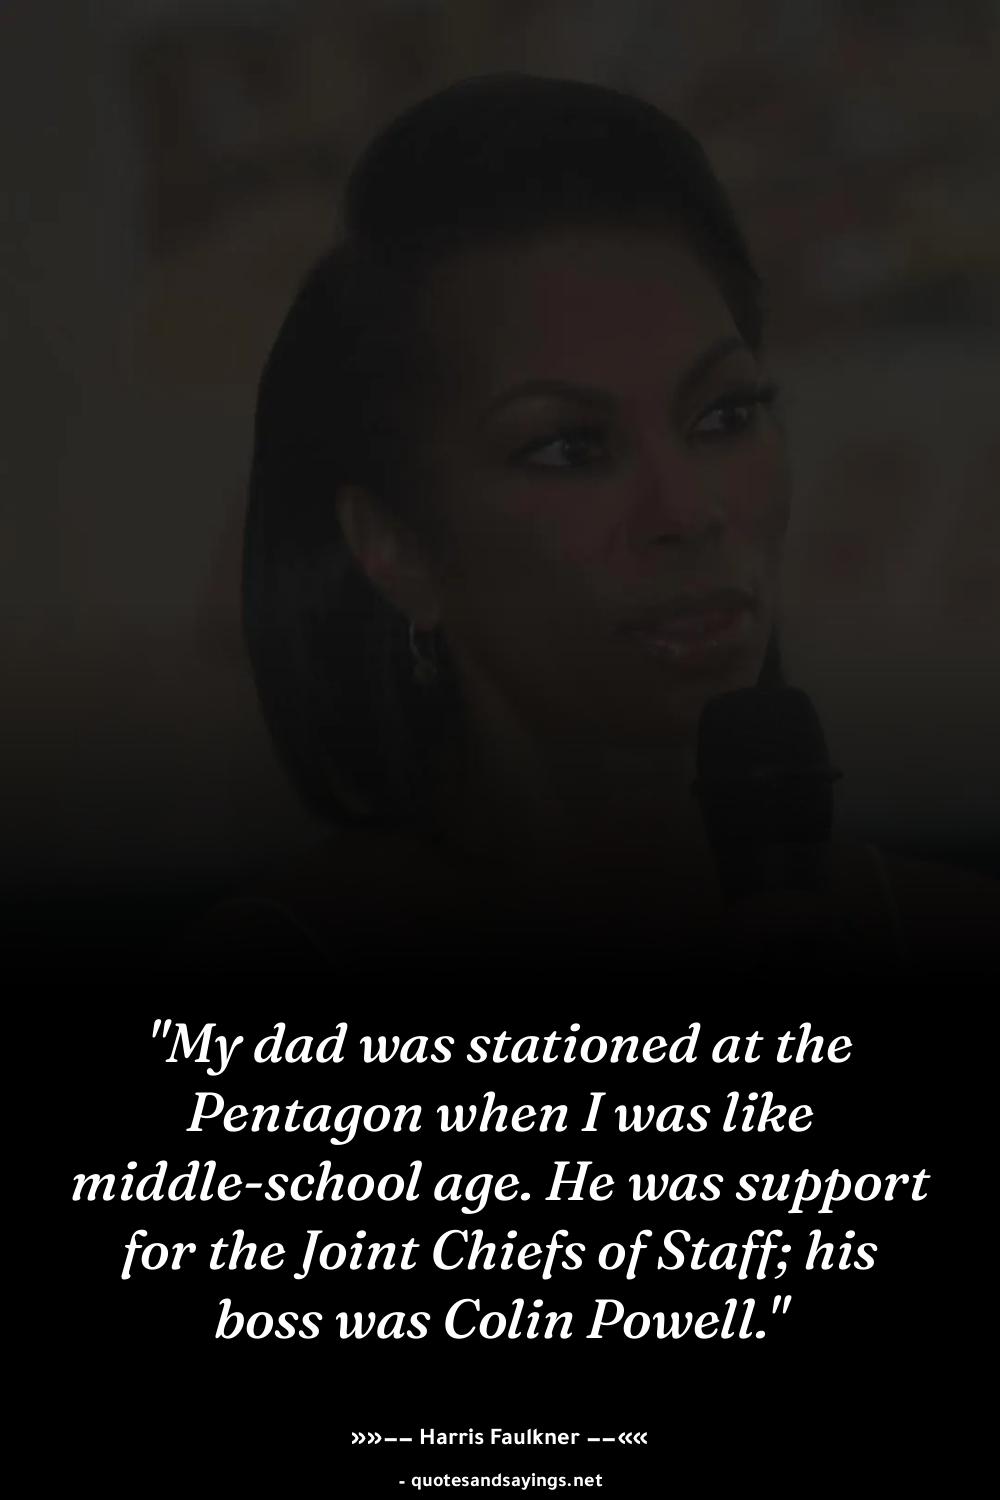 "My dad was stationed at the
Pentagon when I was like
middle-school age. He was support
for the Joint Chiefs of Staff; his
boss was Colin Powell."
»»−− Harris Faulkner −−««
- quotesandsayings.net